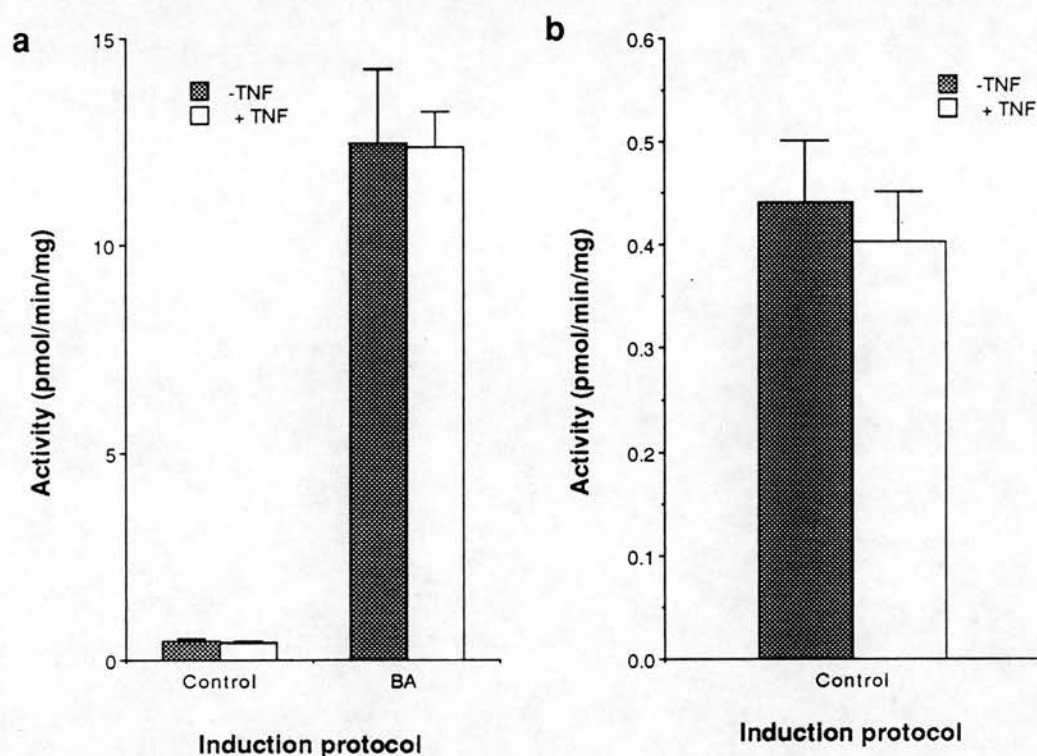 a
15
10
5
0
Activity (pmol/min/mg)
-TNF
+ TNF
Control
BA
Induction protocol
b
0.6
0.5
0.4
0.3
0.2
0.1
0.0
Activity (pmol/min/mg)
-TNF
+ TNF
Control
Induction protocol